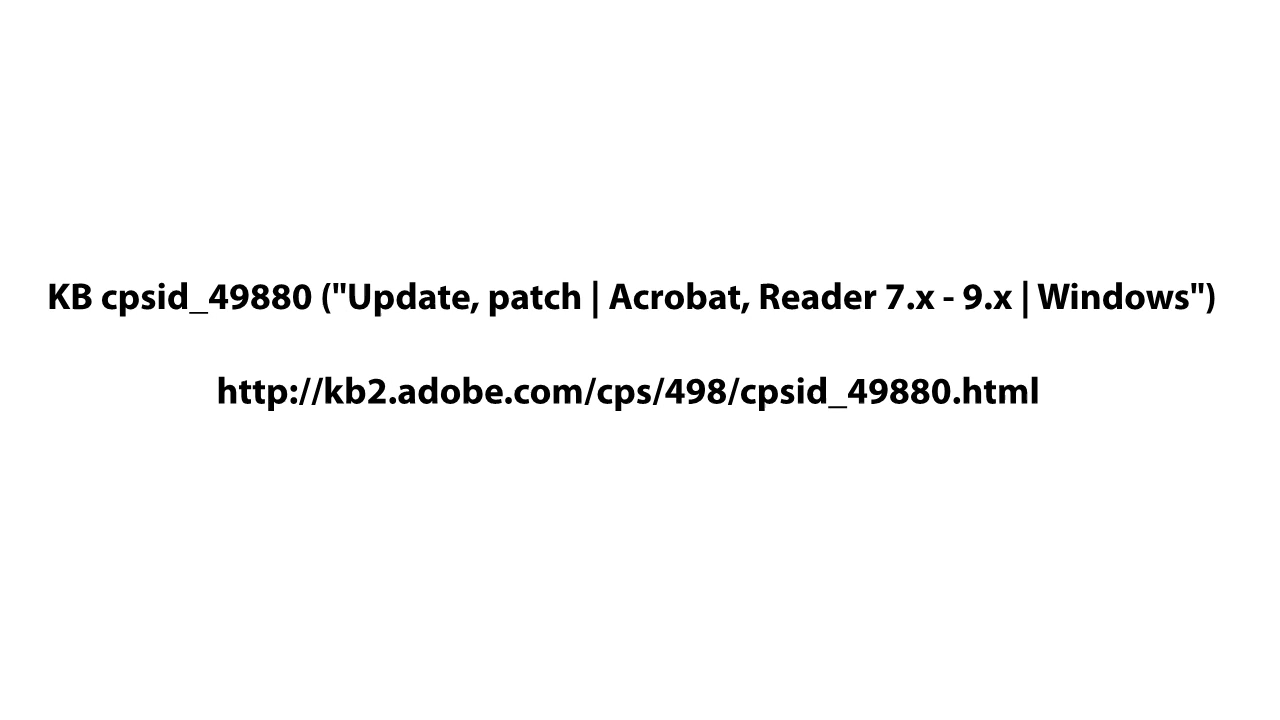 KB cpsid_49880 ("Update, patch | Acrobat, Reader 7.x - 9.x | Windows")
http://kb2.adobe.com/cps/498/cpsid_49880.html